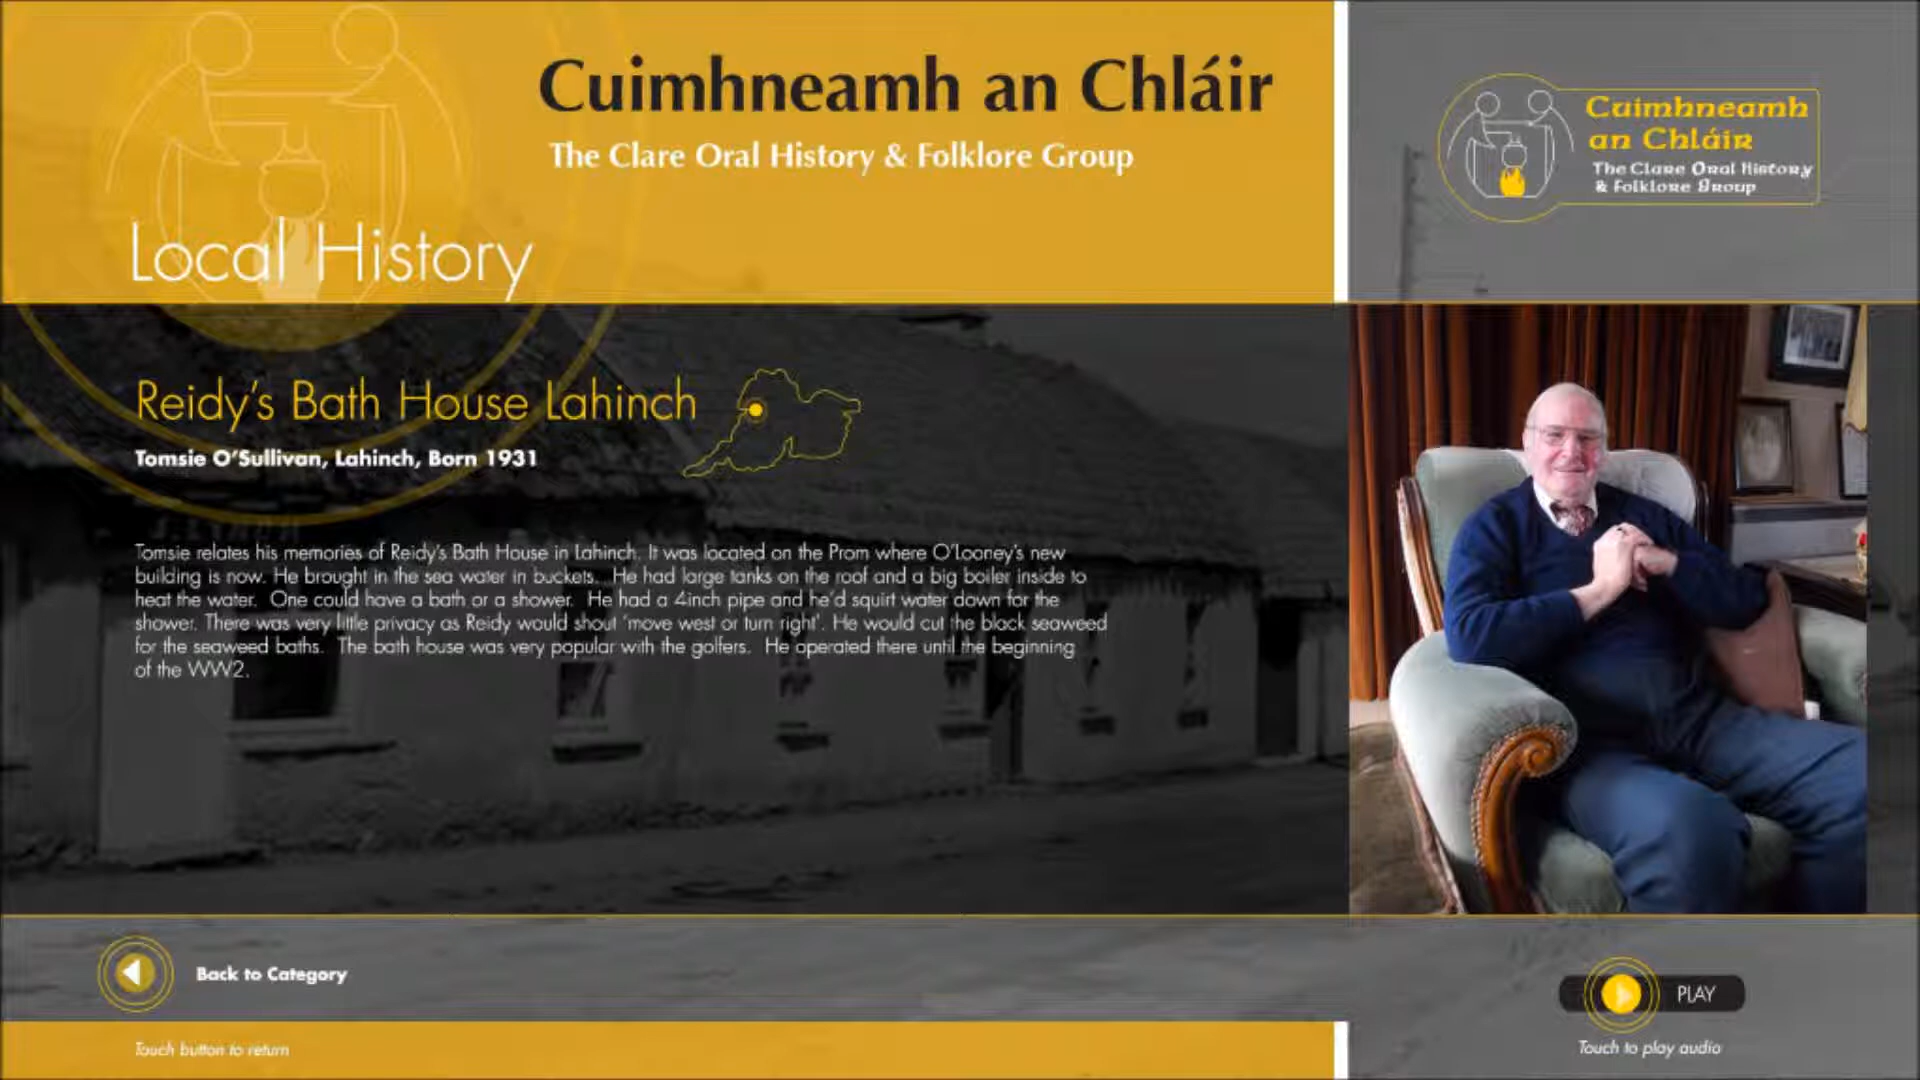 Cuimhneamh an Chláir
The Clare Oral History & Folklore Group
Cuimhneamh
an Chláir
The Clare Oral History
& Folklore Group
Local History
Reidy's Bath House Lahinch
Tomsie O'Sullivan, Lahinch, Born 1931
Tomsie relates his memories of Reidy's Bath House in Lahinch. It was located on the Prom where O'Looney's new
building is now. He brought in the sea water in buckets. He had large tanks on the roof and a big boiler inside to
heat the water. One could have a bath or a shower. He had a 4inch pipe and he'd squirt water down for the
shower. There was very little privacy as Reidy would shout 'move west or turn right'. He would cut the black seaweed
for the seaweed baths. The bath house was very popular with the golfers. He operated there until the beginning
of the WW2.
Back to Category
PLAY
Touch button to return
Touch to play audio